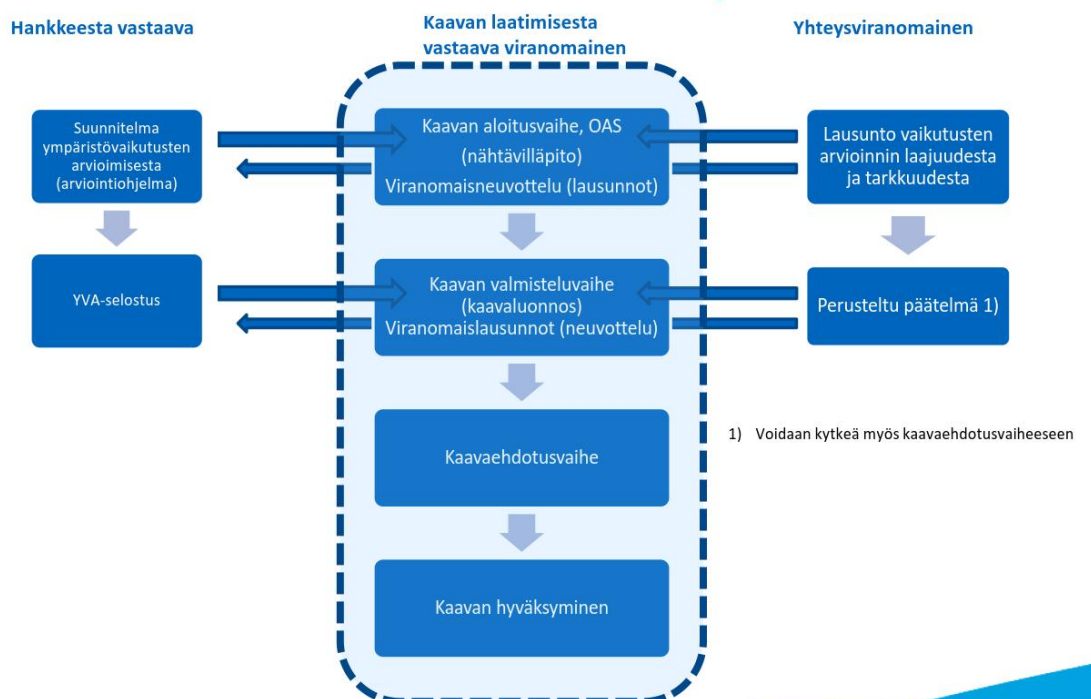 Hankkeesta vastaava
Kaavan laatimisesta
vastaava viranomainen
Yhteysviranomainen
Suunnitelma
ympäristövaikutusten
arvioimisesta
(arviointiohjelma)
Kaavan aloitusvaihe, OAS
(nähtävilläpito)
Viranomaisneuvottelu (lausunnot)
Lausunto vaikutusten
arvioinnin laajuudesta
ja tarkkuudesta
YVA-selostus
Kaavan valmisteluvaihe
(kaavaluonnos)
Viranomaislausunnot (neuvottelu)
Perusteltu päätelmä 1)
1) Voidaan kytkeä myös kaavaehdotusvaiheeseen
Kaavaehdotusvaihe
Kaavan hyväksyminen